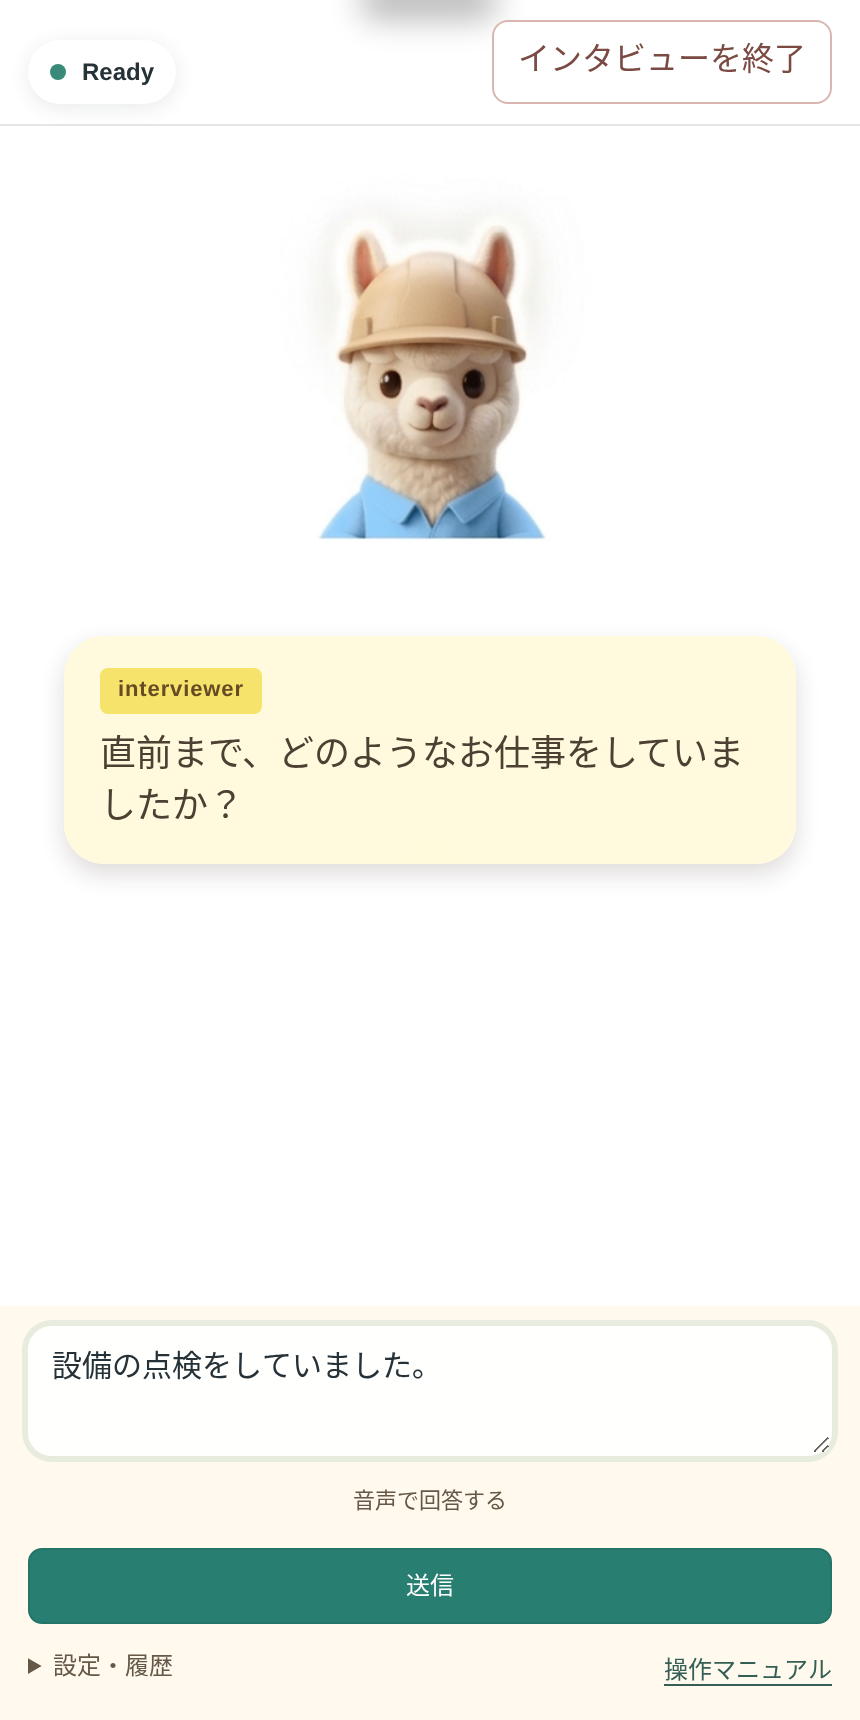 Ready
インタビューを終了
interviewer
直前まで、どのようなお仕事をしていま
したか？
設備の点検をしていました。
音声で回答する
送信
▶ 設定・履歴
操作マニュアル